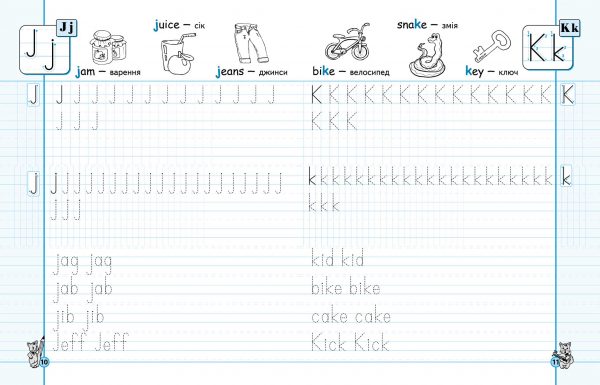 J j
Jj
juice – сік
jam – варення
jeans – джинси
J J J J J J J J J J J J J J J J
J J J
j j j j j j j j j j j j j j j j j j j
j j j
jag jag
jab jab
jib jib
Jeff Jeff
10
snake – змія
bike – велосипед
key – ключ
K k
Kk
K K K K K K K K K K K K K K K K K
K K K
k k k k k k k k k k k k k k k k k k k k k
k k k
kid kid
bike bike
cake cake
Kick Kick
11